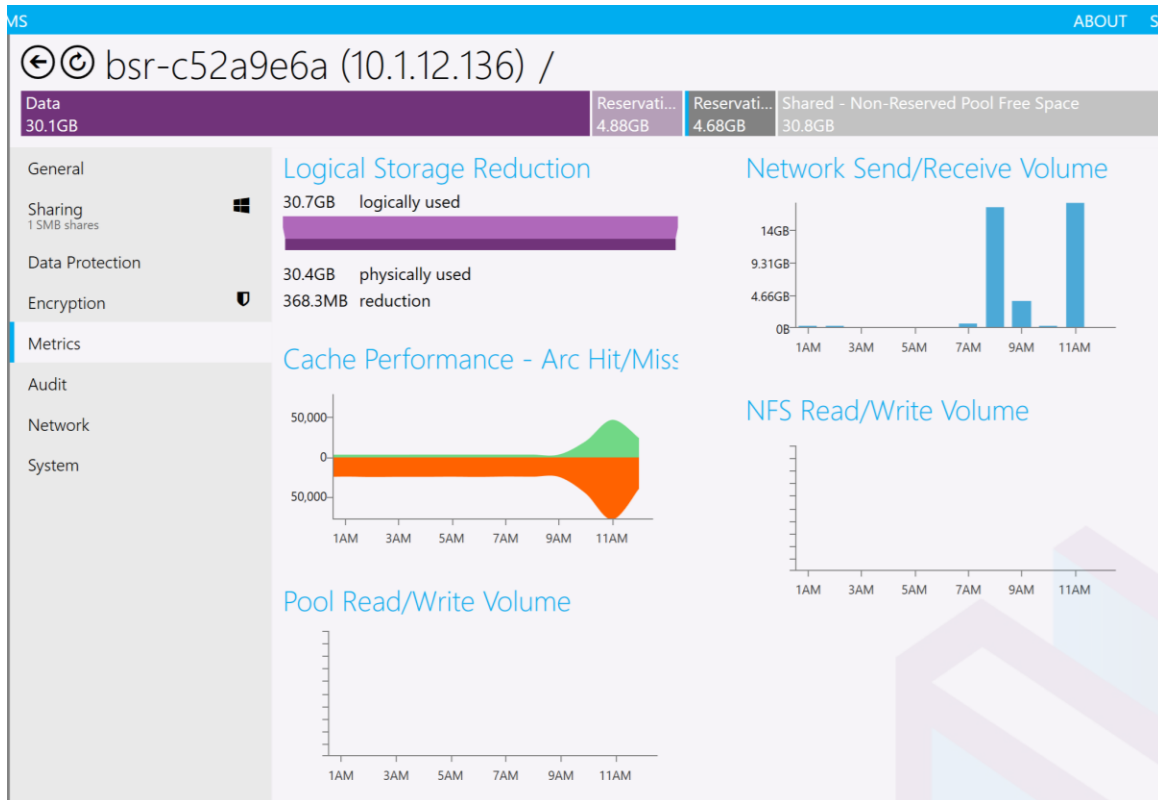 MS
ABOUT S
bsr-c52a9e6a (10.1.12.136) /
Data
30.1GB
Reservati...
4.88GB
Reservati...
4.68GB
Shared - Non-Reserved Pool Free Space
30.8GB
General
Sharing
1 SMB shares
Data Protection
Encryption
Metrics
Audit
Network
System
Logical Storage Reduction
30.7GB logically used
30.4GB physically used
368.3MB reduction
Cache Performance - Arc Hit/Miss
50,000
0
50,000
1AM 3AM 5AM 7AM 9AM 11AM
Pool Read/Write Volume
1AM 3AM 5AM 7AM 9AM 11AM
Network Send/Receive Volume
14GB
9.31GB
4.66GB
0B
1AM 3AM 5AM 7AM 9AM 11AM
NFS Read/Write Volume
1AM 3AM 5AM 7AM 9AM 11AM